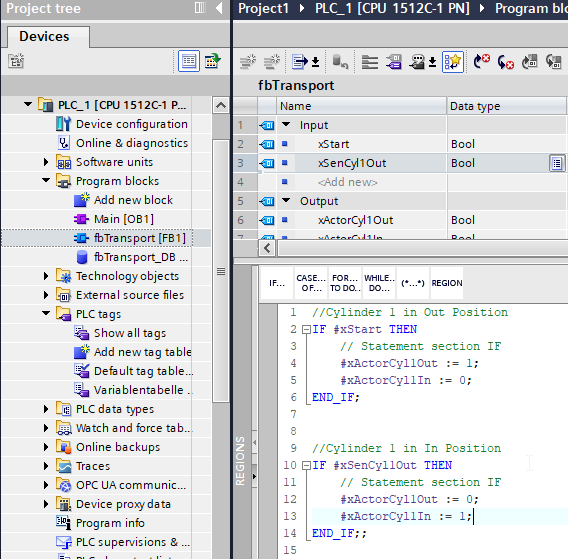 Project tree
Devices
PLC_1 [CPU 1512C-1 P...
Device configuration
Online & diagnostics
Software units
Program blocks
Add new block
Main [OB1]
fbTransport [FB1]
fbTransport_DB ...
Technology objects
External source files
PLC tags
Show all tags
Add new tag table
Default tag table...
Variablentabelle ...
PLC data types
Watch and force tab...
Online backups
Traces
OPC UA communic...
Device proxy data
Program info
PLC supervisions & ...
Project1 PLC_1 [CPU 1512C-1 PN] Program blo
fbTransport
Name Data type
1 Input
2 xStart Bool
3 xSenCyl1Out Bool
4 <Add new>
5 Output
6 xActorCyl1Out Bool
7 xActorCyl1In Bool
IF... CASE... OF... FOR... TO DO... WHILE... DO... (*...*) REGION
REGIONS
1 //Cylinder 1 in Out Position
2 IF #xStart THEN
3 // Statement section IF
4 #xActorCyl1Out := 1;
5 #xActorCyl1In := 0;
6 END_IF;
7
8
9 //Cylinder 1 in In Position
10 IF #xSenCyl1Out THEN
11 // Statement section IF
12 #xActorCyl1Out := 0;
13 #xActorCyl1In := 1;
14 END_IF;;
15